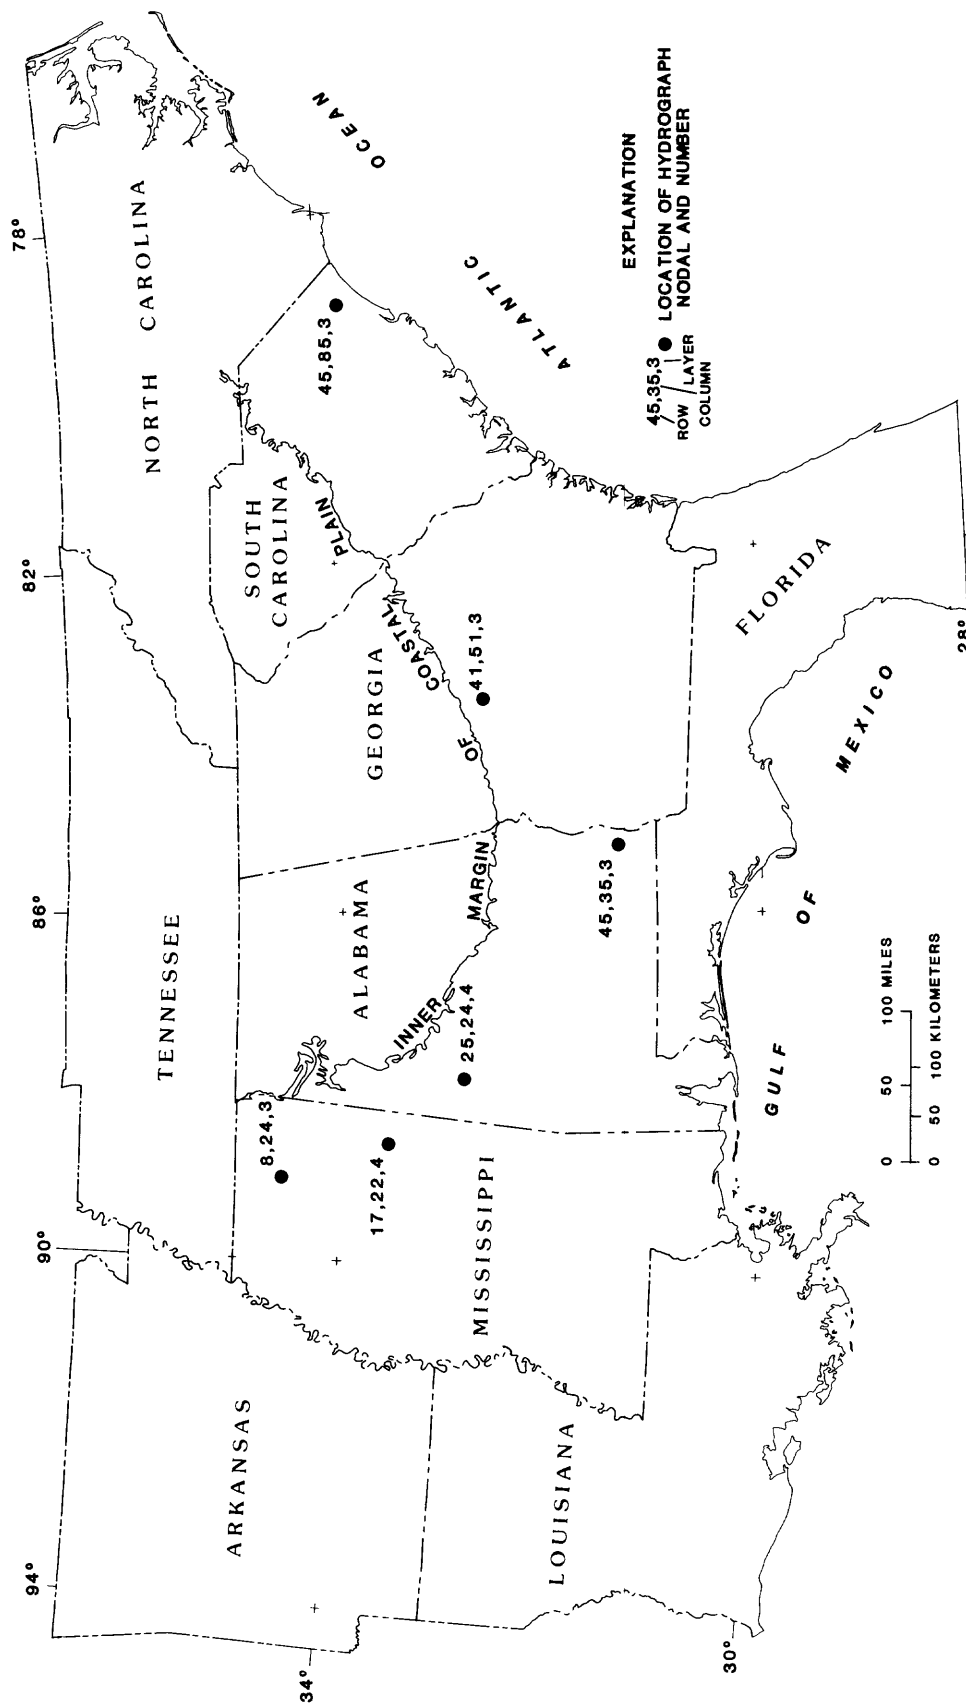 94°
90°
86°
82°
78°
34°
30°
28°
ARKANSAS
LOUISIANA
MISSISSIPPI
TENNESSEE
ALABAMA
GEORGIA
SOUTH
CAROLINA
NORTH CAROLINA
FLORIDA
INNER MARGIN OF COASTAL PLAIN
8,24,3
17,22,4
25,24,4
45,35,3
41,51,3
45,85,3
GULF OF MEXICO
ATLANTIC OCEAN
0 50 100 MILES
0 50 100 KILOMETERS
EXPLANATION
45,35,3
ROW
COLUMN
LAYER
LOCATION OF HYDROGRAPH
NODAL AND NUMBER